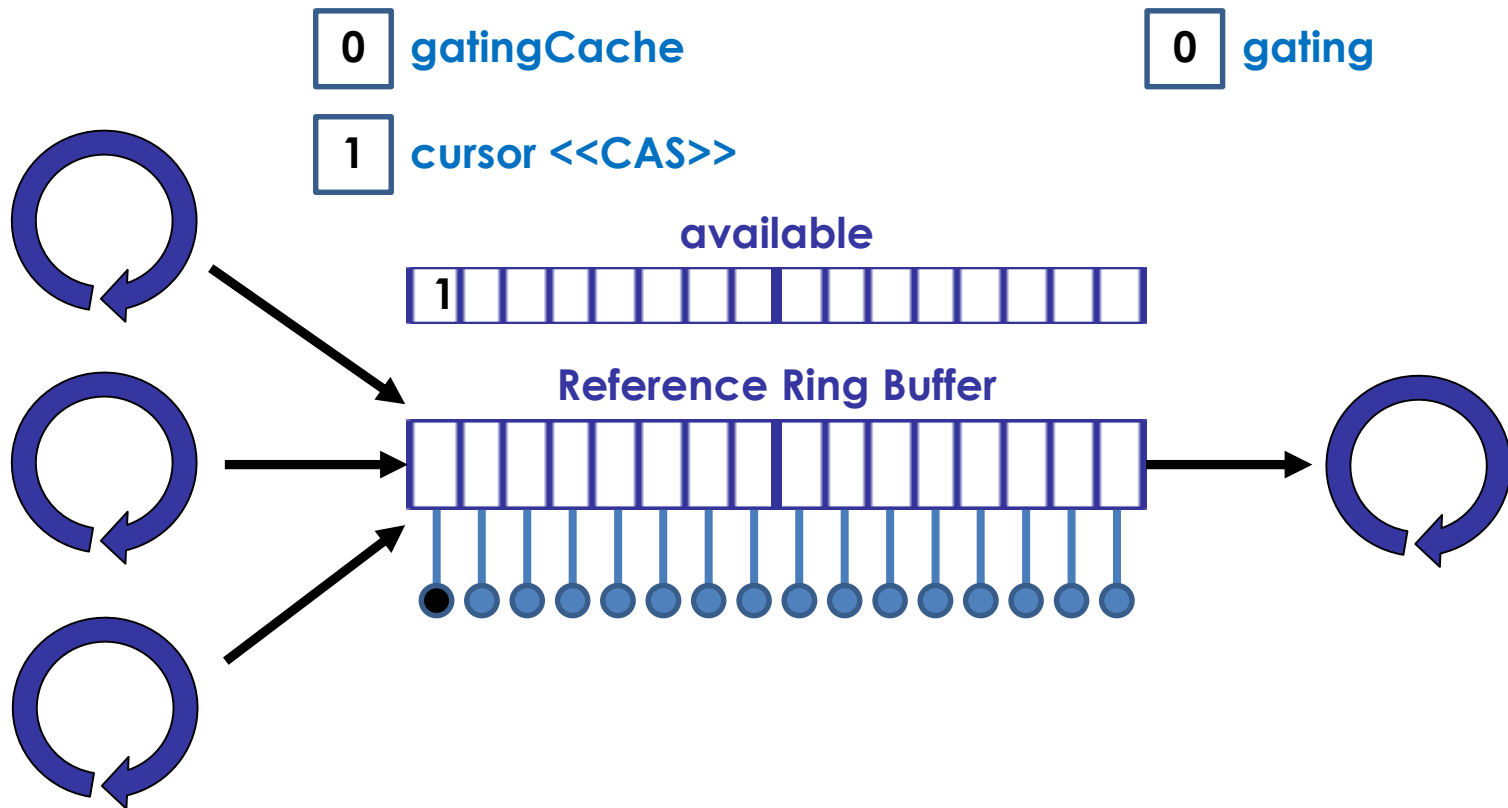 0 gatingCache
0 gating
1 cursor <<CAS>>
available
1
Reference Ring Buffer